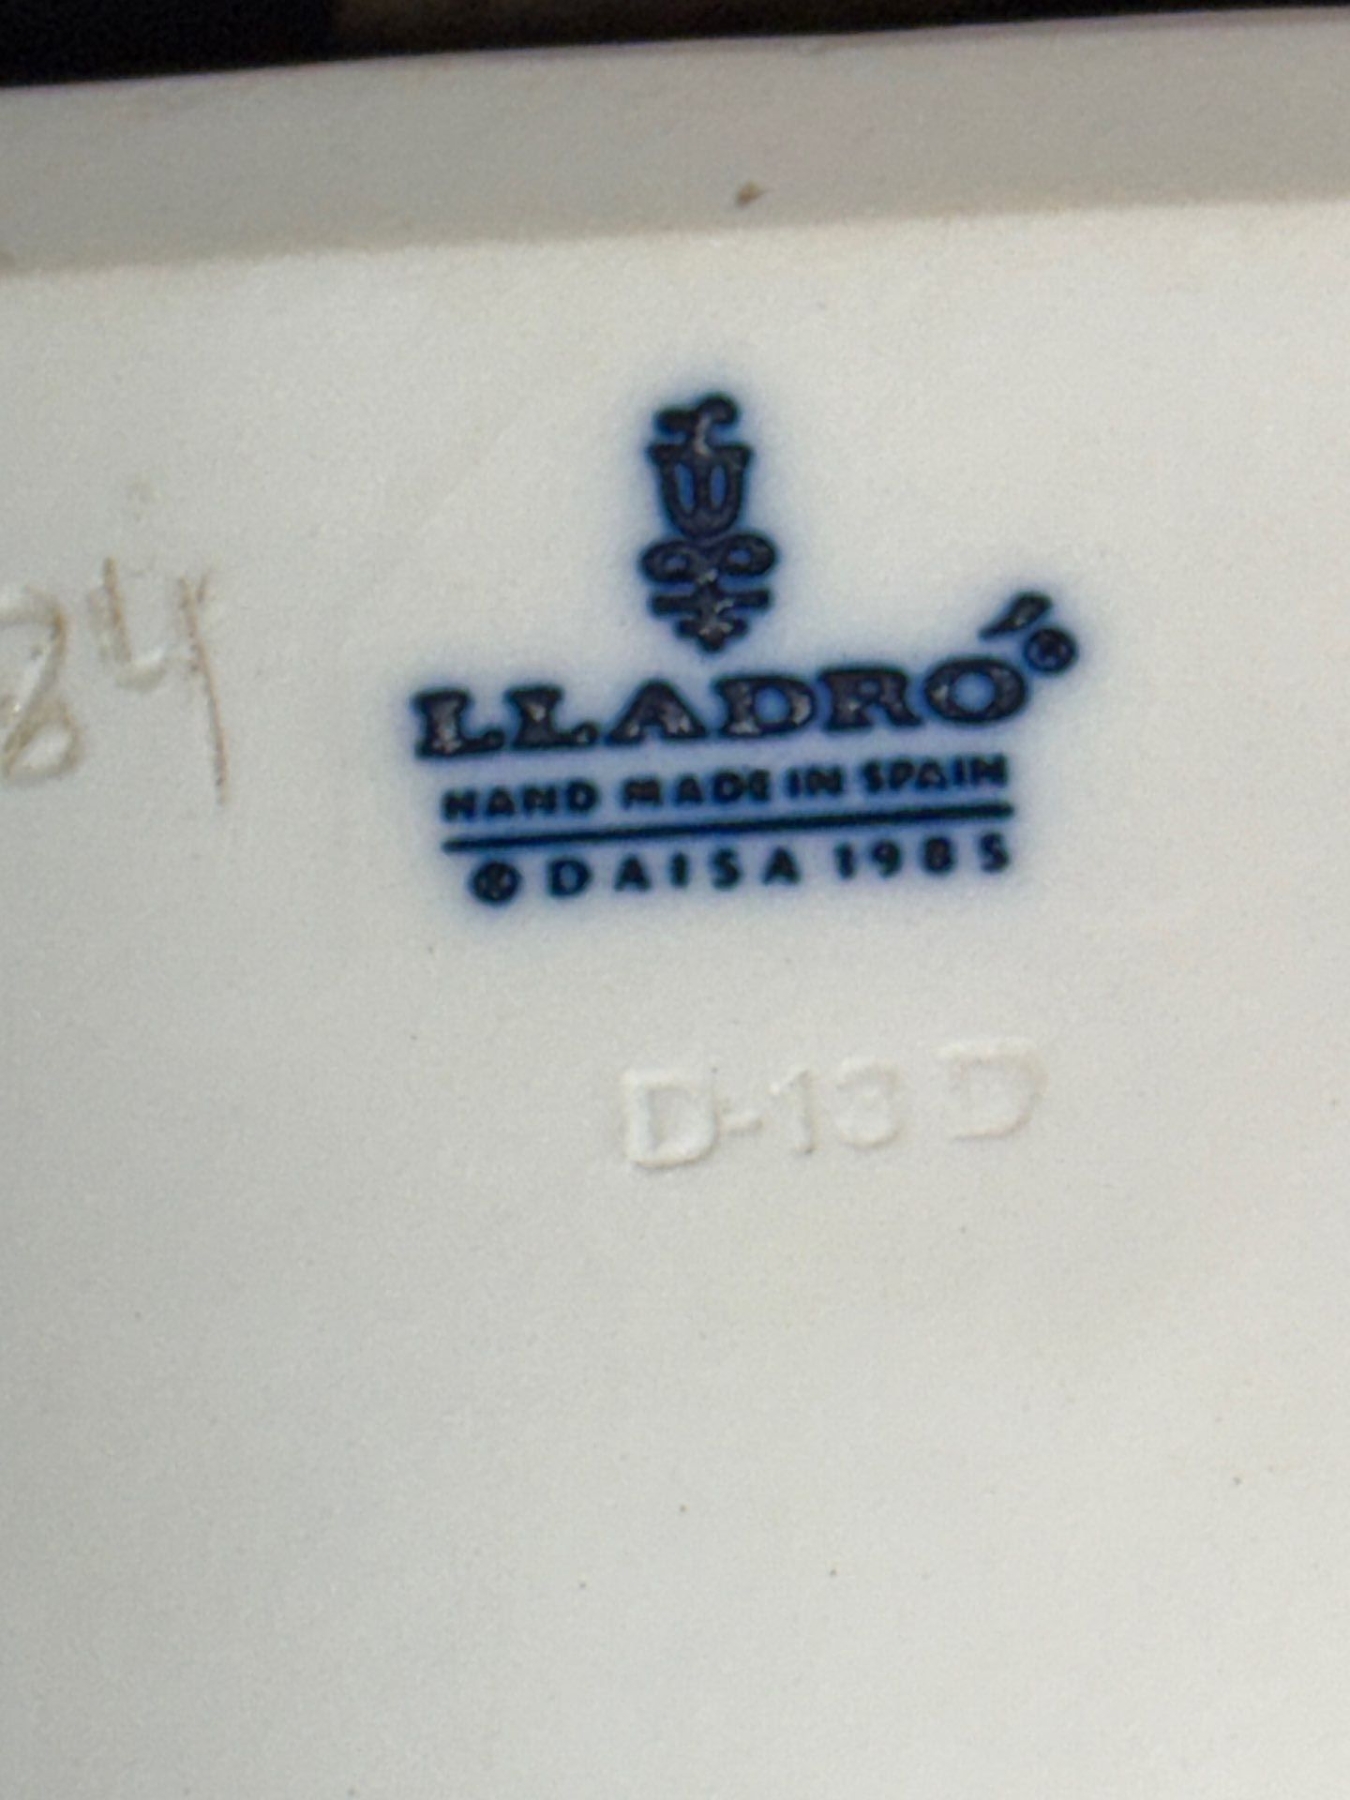 84
LLADRÓ®
HAND MADE IN SPAIN
© DAISA 1985
D-13 D